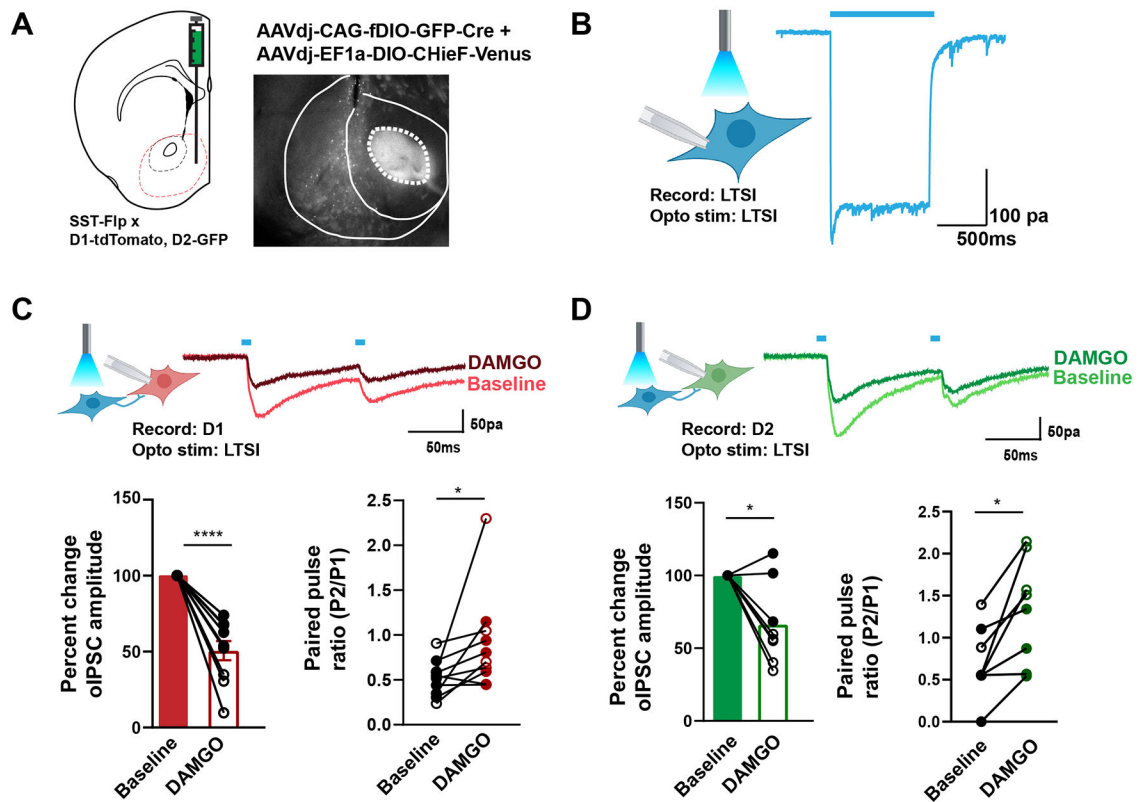 A
AAVdj-CAG-fDIO-GFP-Cre +
AAVdj-EF1a-DIO-CHieF-Venus
SST-Flp x
D1-tdTomato, D2-GFP
B
Record: LTSI
Opto stim: LTSI
100 pa
500ms
C
DAMGO
Baseline
Record: D1
Opto stim: LTSI
50pa
50ms
Percent change
oIPSC amplitude
150
100
50
0
****
Baseline
DAMGO
Paired pulse
ratio (P2/P1)
2.5
2.0
1.5
1.0
0.5
0.0
*
Baseline
DAMGO
D
DAMGO
Baseline
Record: D2
Opto stim: LTSI
50pa
50ms
Percent change
oIPSC amplitude
150
100
50
0
*
Baseline
DAMGO
Paired pulse
ratio (P2/P1)
2.5
2.0
1.5
1.0
0.5
0.0
*
Baseline
DAMGO